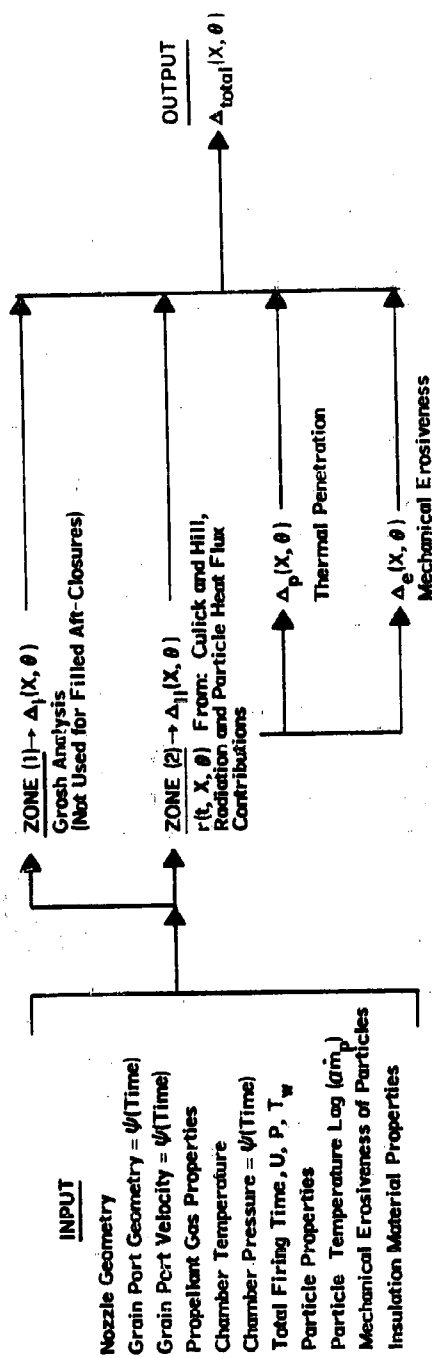 INPUT
Nozzle Geometry
Grain Port Geometry = ψ(Time)
Grain Port Velocity = ψ(Time)
Propellant Gas Properties
Chamber Temperature
Chamber Pressure = ψ(Time)
Total Firing Time, U, P, T_w
Particle Properties
Particle Temperature Lag (αṁ_p)
Mechanical Erosiveness of Particles
Insulation Material Properties
ZONE (1) → Δ_I(X, θ)
Grosh Analysis
(Not Used for Filled Aft-Closures)
ZONE (2) → Δ_II(X, θ)
r(t, X, θ) From: Culick and Hill,
Radiation and Particle Heat Flux
Contributions
Δ_p(X, θ)
Thermal Penetration
Δ_e(X, θ)
Mechanical Erosiveness
OUTPUT
Δ_total(X, θ)